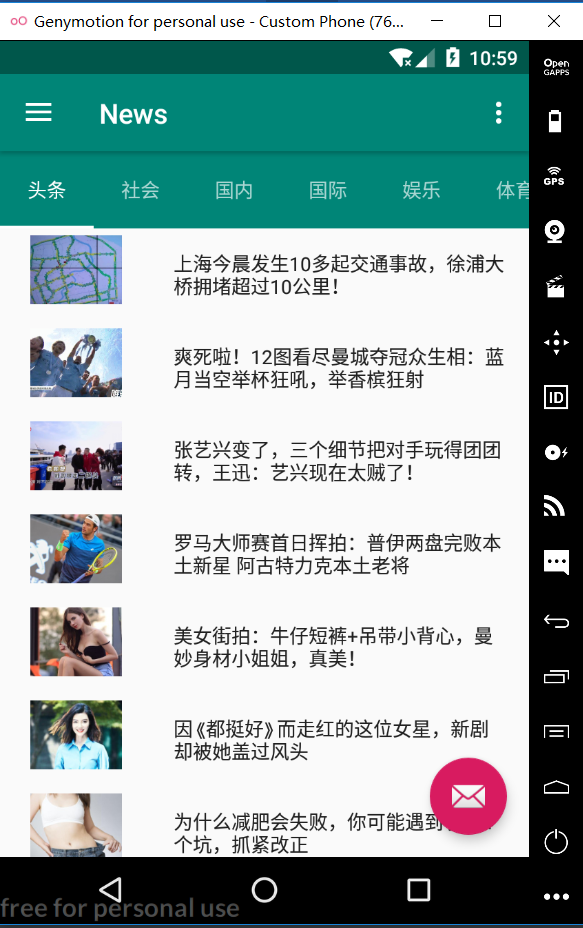 Genymotion for personal use - Custom Phone (76...
10:59
Open
GAPPS
News
GPS
头条 社会 国内 国际 娱乐 体育
上海今晨发生10多起交通事故，徐浦大
桥拥堵超过10公里！
爽死啦！12图看尽曼城夺冠众生相：蓝
月当空举杯狂吼，举香槟狂射
ID
张艺兴变了，三个细节把对手玩得团团
转，王迅：艺兴现在太贼了！
罗马大师赛首日挥拍：普伊两盘完败本
土新星 阿古特力克本土老将
美女街拍：牛仔短裤+吊带小背心，曼
妙身材小姐姐，真美！
因《都挺好》而走红的这位女星，新剧
却被她盖过风头
为什么减肥会失败，你可能遇到
个坑，抓紧改正
free for personal use